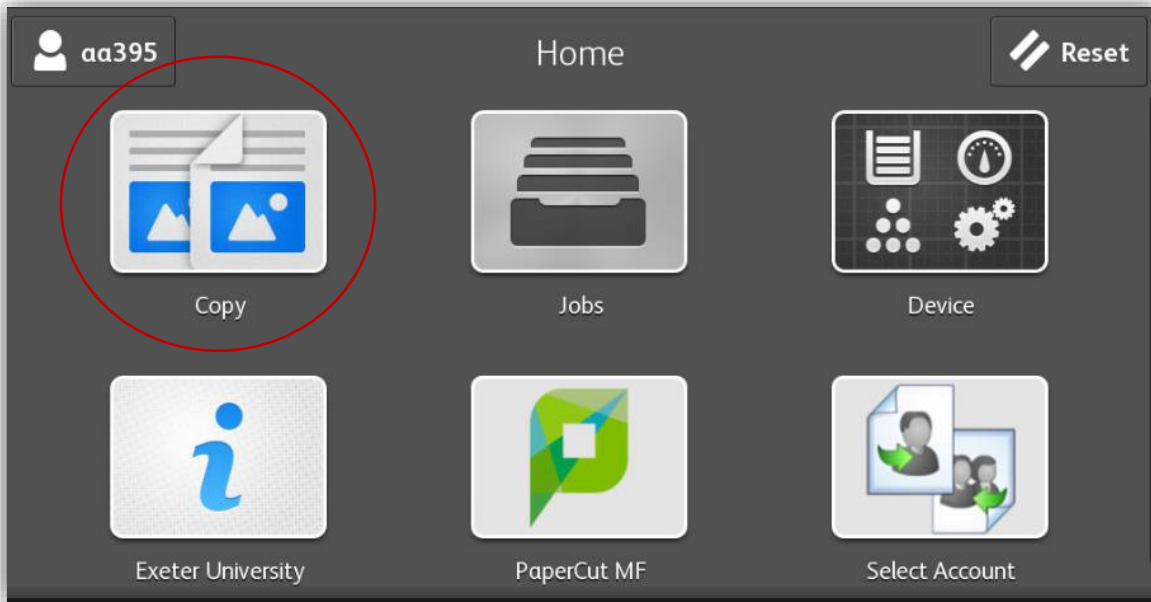 aa395
Home
Reset
Copy
Jobs
Device
Exeter University
PaperCut MF
Select Account